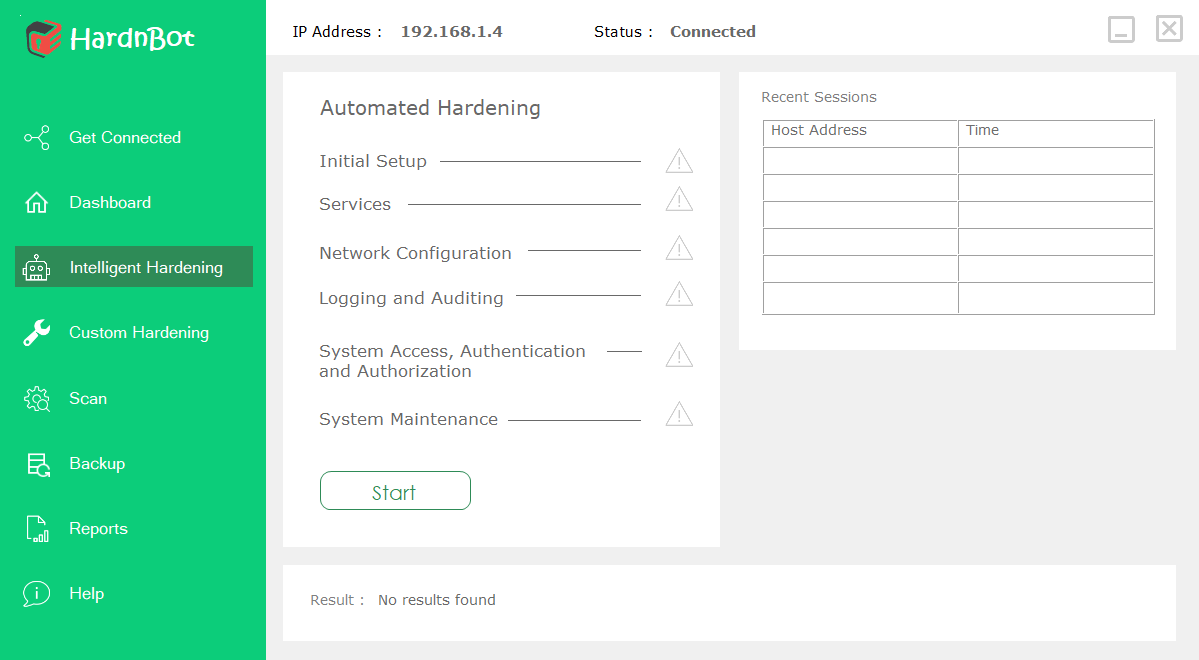 HardnBot
IP Address : 192.168.1.4
Status : Connected
Get Connected
Dashboard
Intelligent Hardening
Custom Hardening
Scan
Backup
Reports
Help
Automated Hardening
Initial Setup
Services
Network Configuration
Logging and Auditing
System Access, Authentication
and Authorization
System Maintenance
Start
Recent Sessions
Host Address Time
Result : No results found